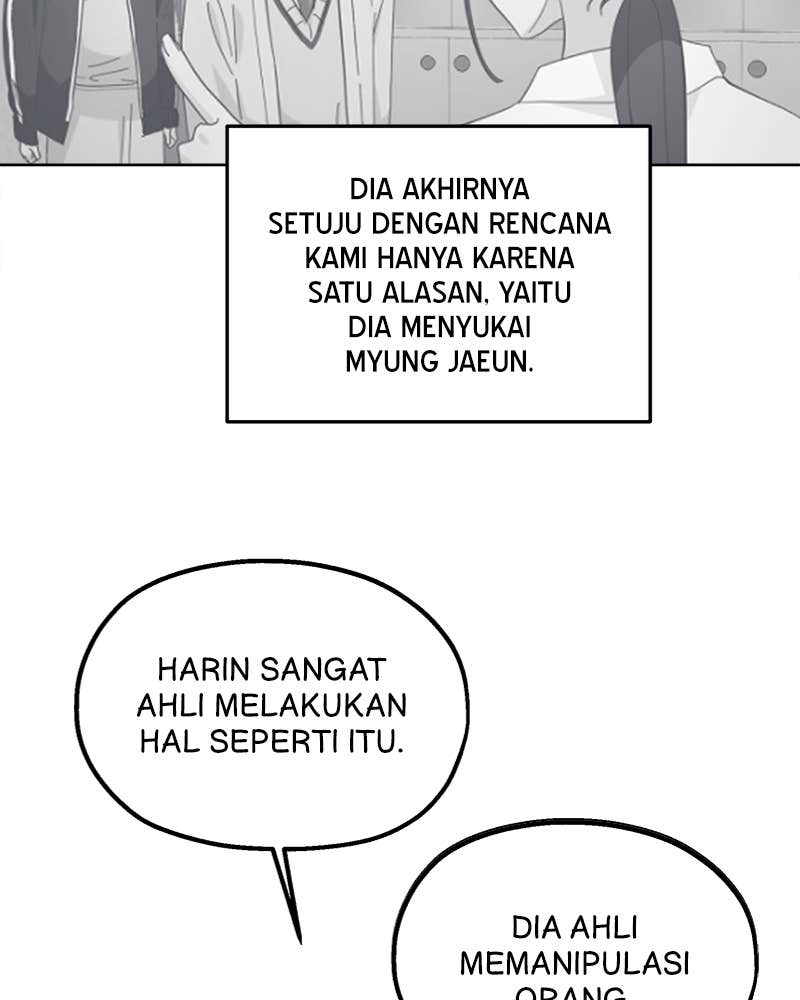 DIA AKHIRNYA
SETUJU DENGAN RENCANA
KAMI HANYA KARENA
SATU ALASAN, YAITU
DIA MENYUKAI
MYUNG JAEUN.
HARIN SANGAT
AHLI MELAKUKAN
HAL SEPERTI ITU.
DIA AHLI
MEMANIPULASI
ORANG